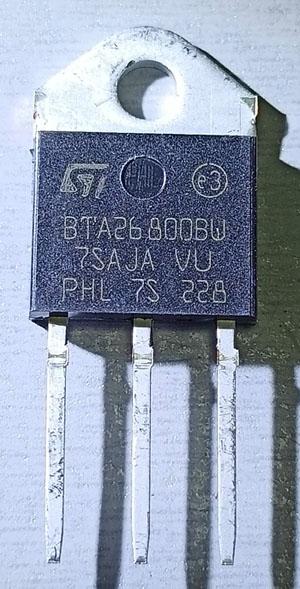 ST e3
BTA26800BW
7SAJA VU
PHL 7S 228